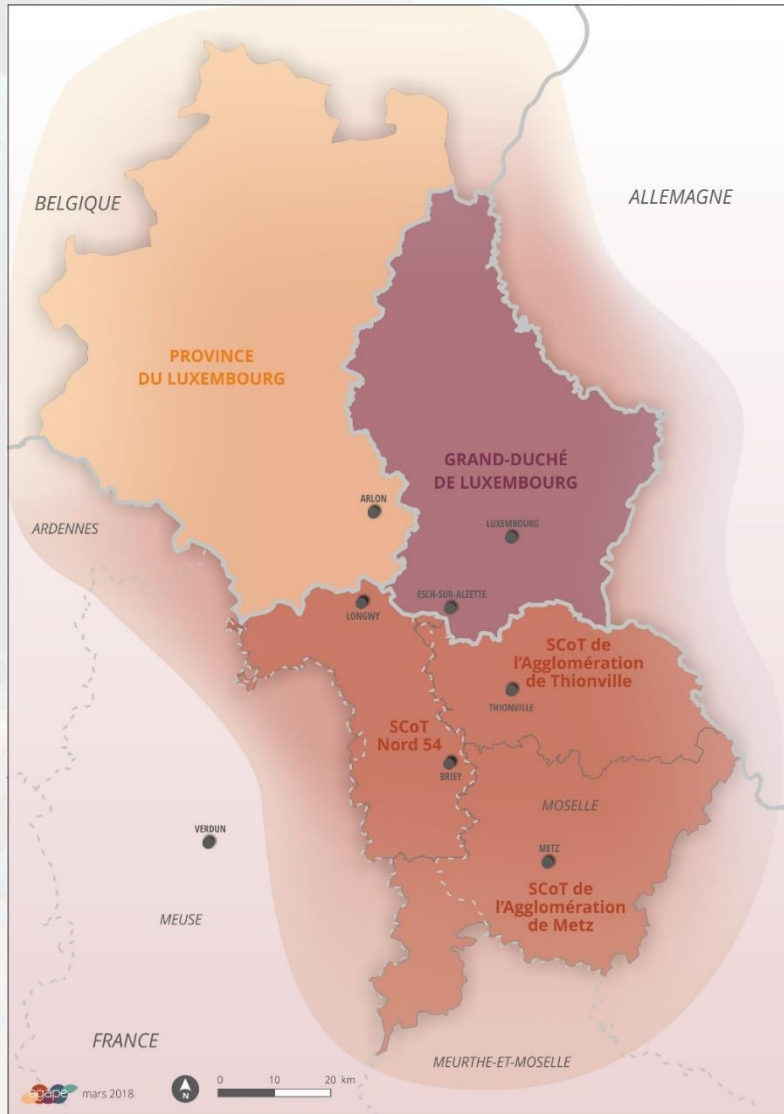 BELGIQUE
ALLEMAGNE
PROVINCE
DU LUXEMBOURG
GRAND-DUCHÉ
DE LUXEMBOURG
ARLON
LUXEMBOURG
ARDENNES
ESCH-SUR-ALZETTE
LONGWY
SCoT de
l'Agglomération
de Thionville
THIONVILLE
SCoT
Nord 54
BRIEY
MOSELLE
VERDUN
METZ
SCoT de
l'Agglomération
de Metz
MEUSE
FRANCE
MEURTHE-ET-MOSELLE
agape mars 2018
N
0 10 20 km